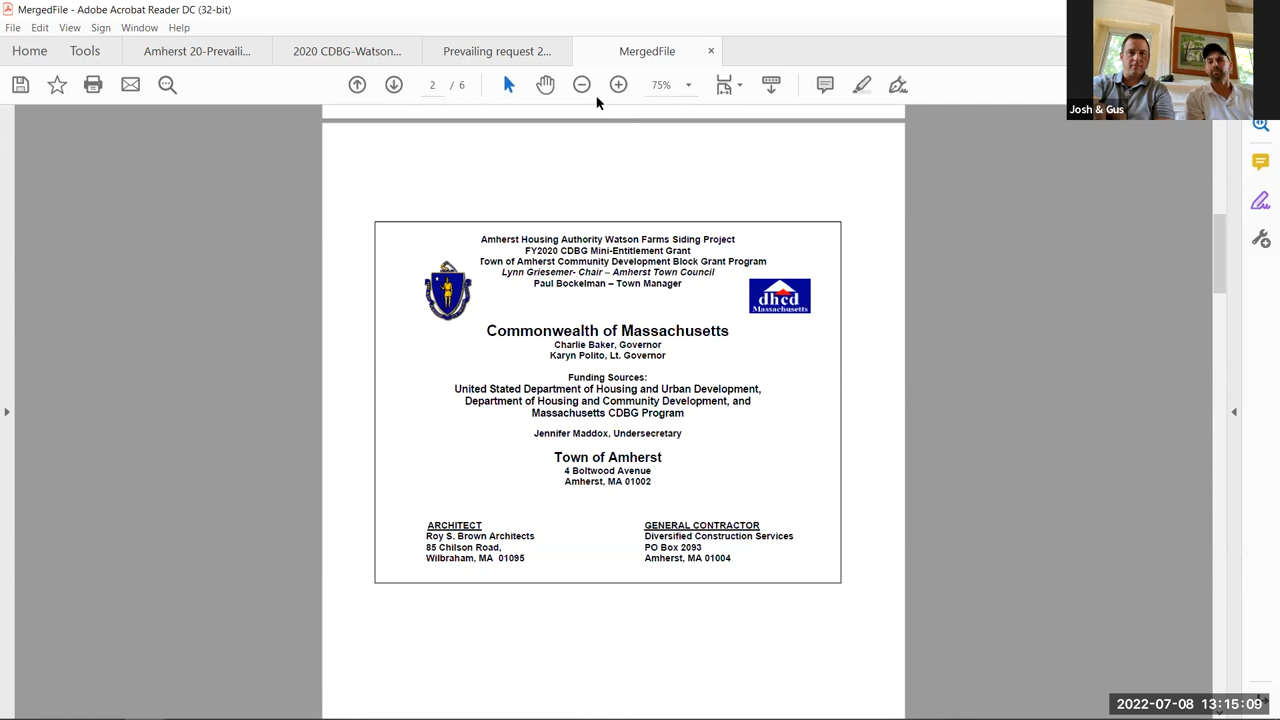 MergedFile - Adobe Acrobat Reader DC (32-bit)
File Edit View Sign Window Help
Home Tools Amherst 20-Prevaili... 2020 CDBG-Watson... Prevailing request 2... MergedFile ×
2 / 6 75%
Josh & Gus
Amherst Housing Authority Watson Farms Siding Project
FY2020 CDBG Mini-Entitlement Grant
Town of Amherst Community Development Block Grant Program
Lynn Griesemer- Chair – Amherst Town Council
Paul Bockelman – Town Manager
dhcd
Massachusetts
Commonwealth of Massachusetts
Charlie Baker, Governor
Karyn Polito, Lt. Governor
Funding Sources:
United Stated Department of Housing and Urban Development,
Department of Housing and Community Development, and
Massachusetts CDBG Program
Jennifer Maddox, Undersecretary
Town of Amherst
4 Boltwood Avenue
Amherst, MA 01002
ARCHITECT
Roy S. Brown Architects
85 Chilson Road,
Wilbraham, MA 01095
GENERAL CONTRACTOR
Diversified Construction Services
PO Box 2093
Amherst, MA 01004
2022-07-08 13:15:09